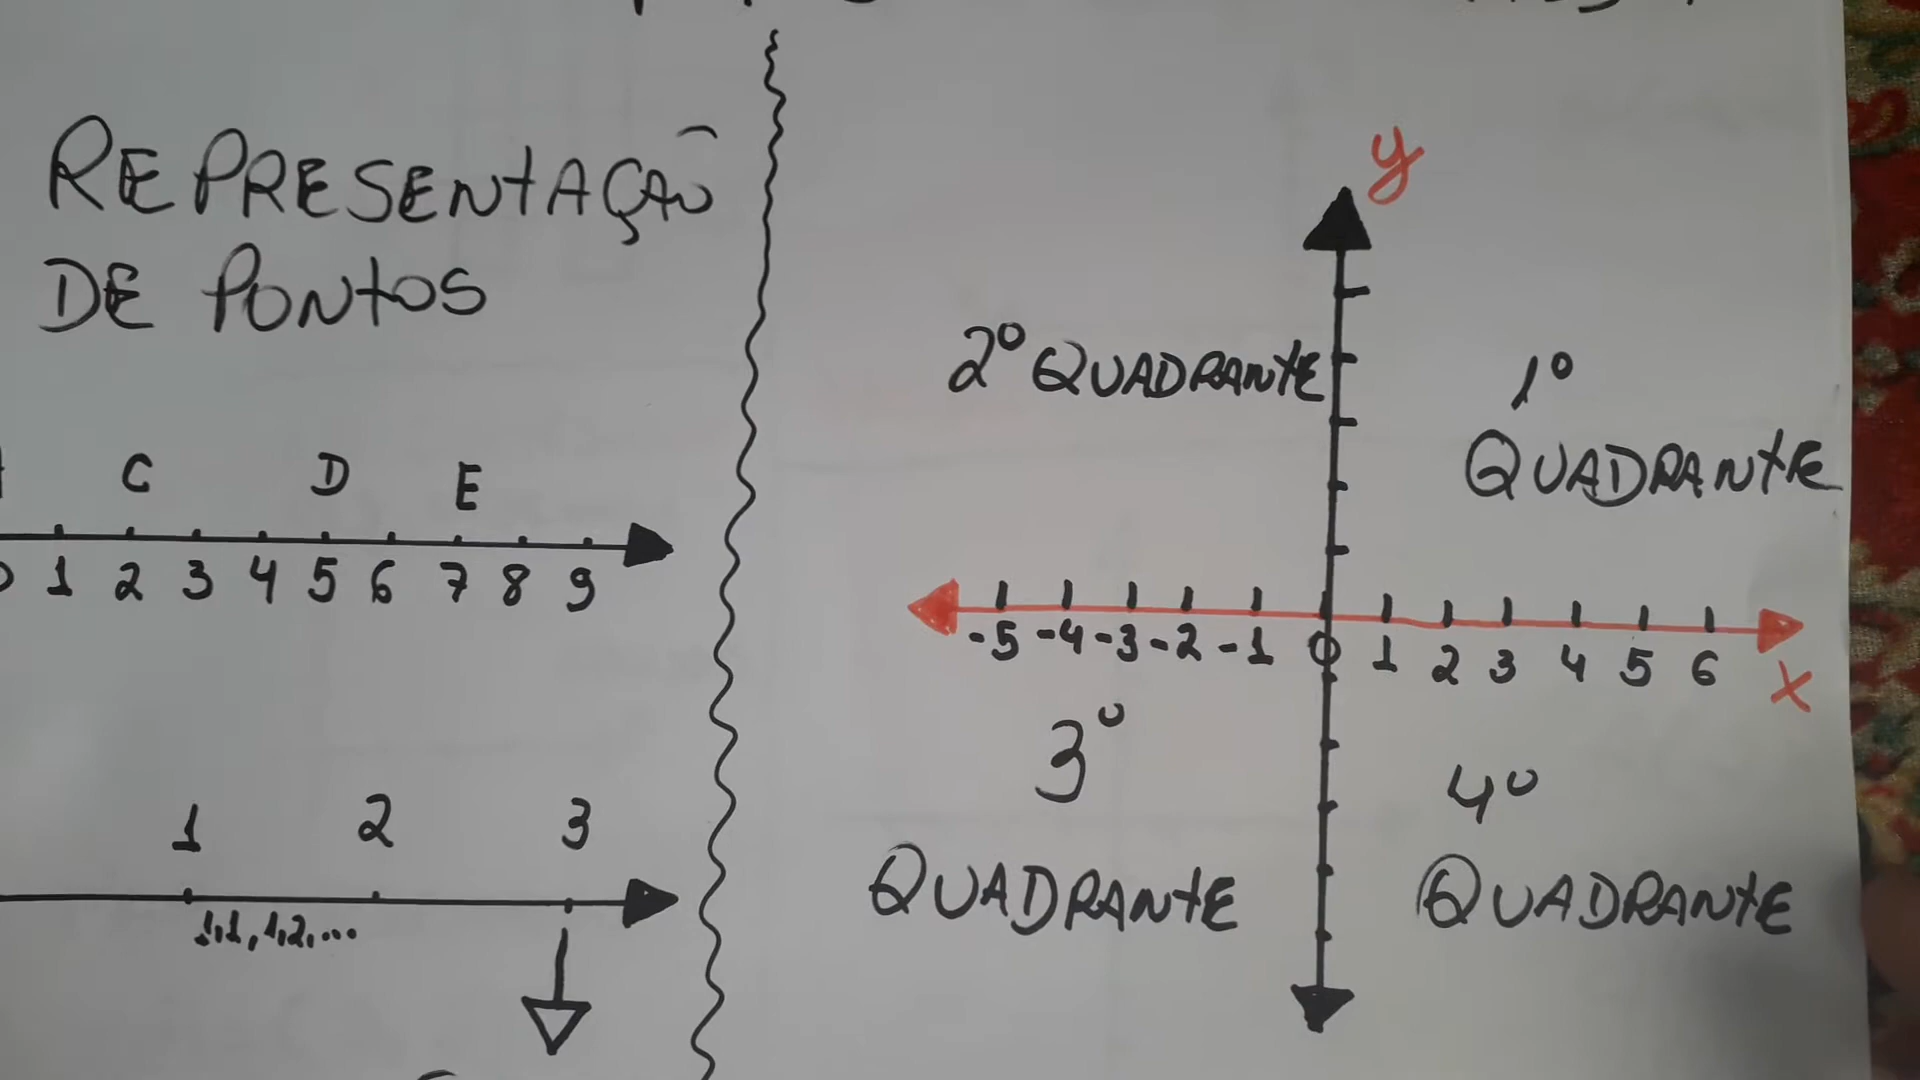 REPRESENTAÇÃO
DE PONTOS
C D E
1 2 3 4 5 6 7 8 9
1 2 3
1,1, 1,2, ...
y
2º QUADRANTE
1º
QUADRANTE
-5 -4 -3 -2 -1 0 1 2 3 4 5 6
x
3º
QUADRANTE
4º
QUADRANTE